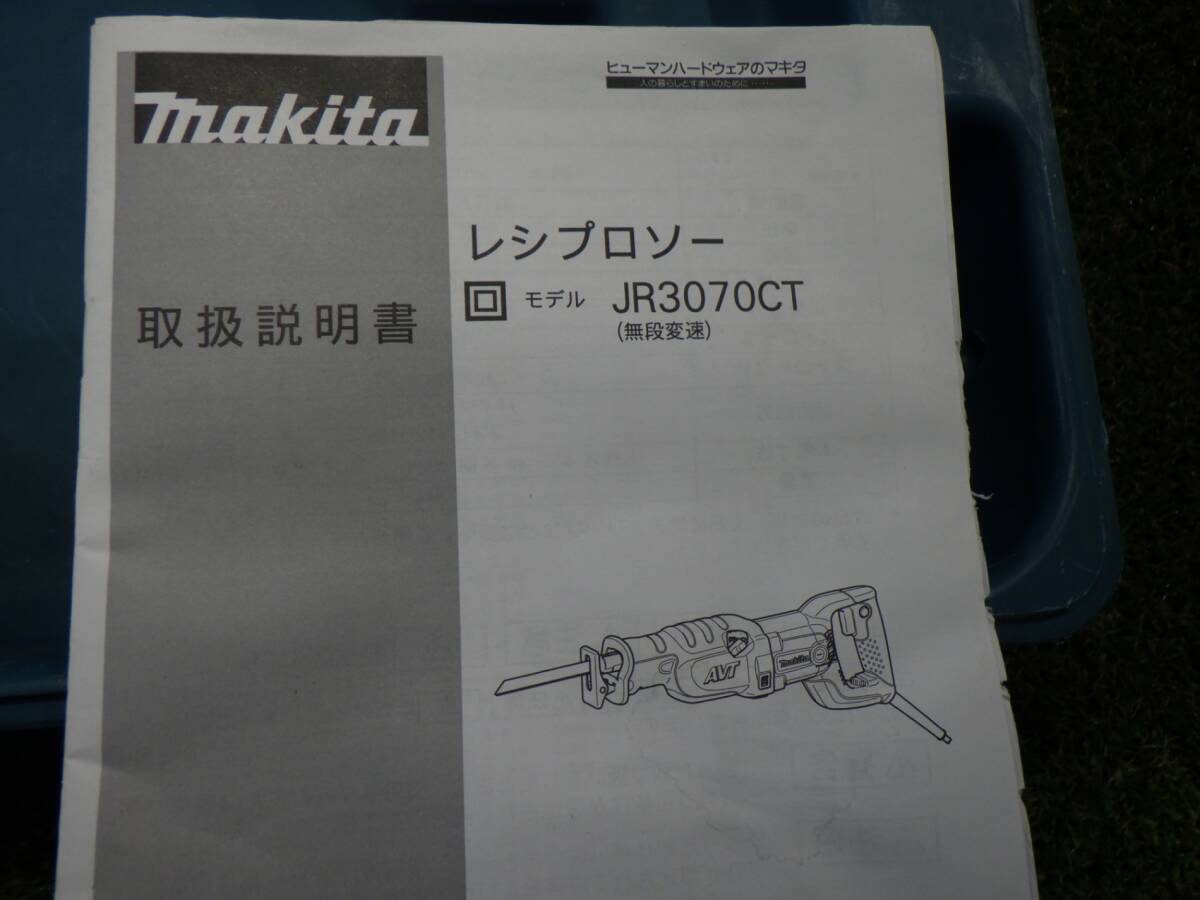 makita
ヒューマンハードウェアのマキタ
人の暮らしとすまいのために……
レシプロソー
モデル JR3070CT
(無段変速)
取扱説明書
AVT
makita